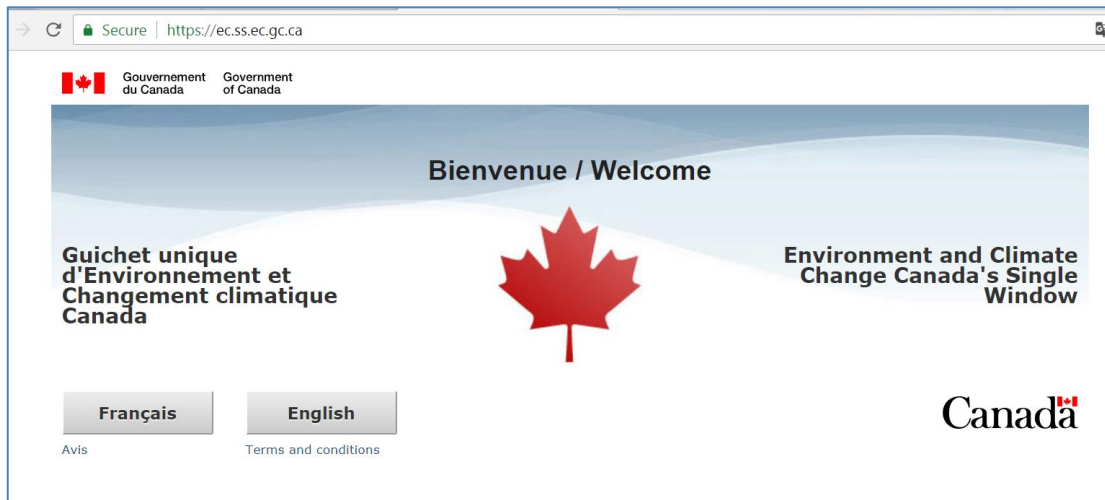 Secure | https://ec.ss.ec.gc.ca
Gouvernement Government
du Canada of Canada
Bienvenue / Welcome
Guichet unique
d'Environnement et
Changement climatique
Canada
Environment and Climate
Change Canada's Single
Window
Français English
Canada
Avis Terms and conditions